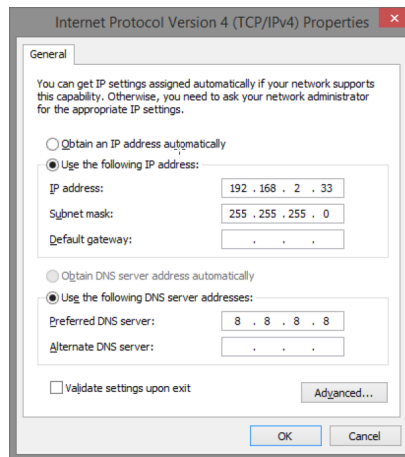 Internet Protocol Version 4 (TCP/IPv4) Properties
General
You can get IP settings assigned automatically if your network supports
this capability. Otherwise, you need to ask your network administrator
for the appropriate IP settings.
Obtain an IP address automatically
Use the following IP address:
IP address: 192 . 168 . 2 . 33
Subnet mask: 255 . 255 . 255 . 0
Default gateway: . . .
Obtain DNS server address automatically
Use the following DNS server addresses:
Preferred DNS server: 8 . 8 . 8 . 8
Alternate DNS server: . . .
Validate settings upon exit
Advanced...
OK Cancel